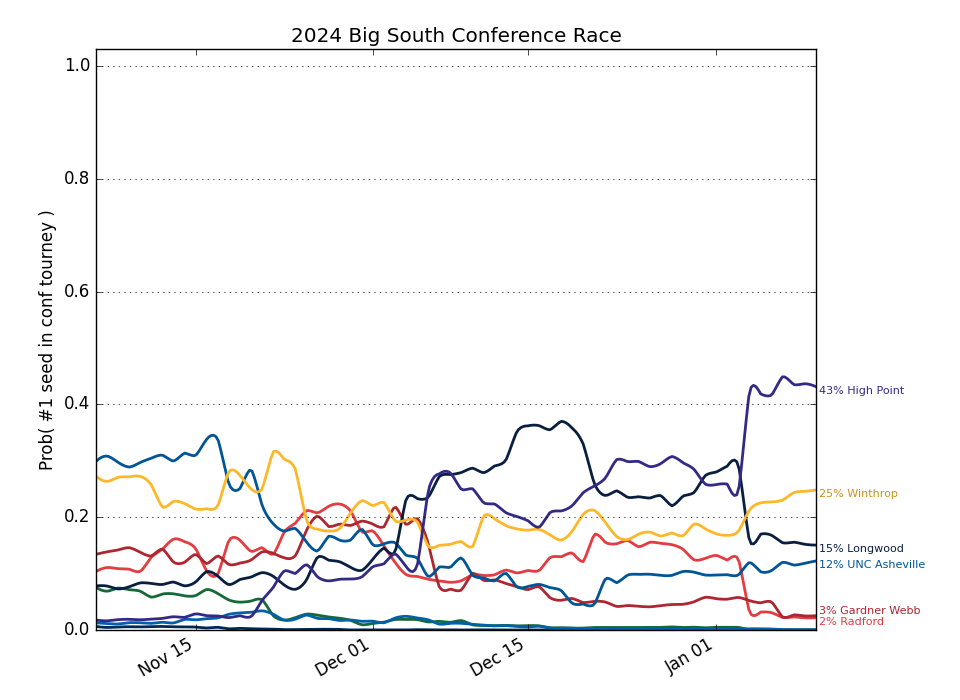 2024 Big South Conference Race
Prob( #1 seed in conf tourney )
1.0
0.8
0.6
0.4
0.2
0.0
43% High Point
25% Winthrop
15% Longwood
12% UNC Asheville
3% Gardner Webb
2% Radford
Nov 15
Dec 01
Dec 15
Jan 01